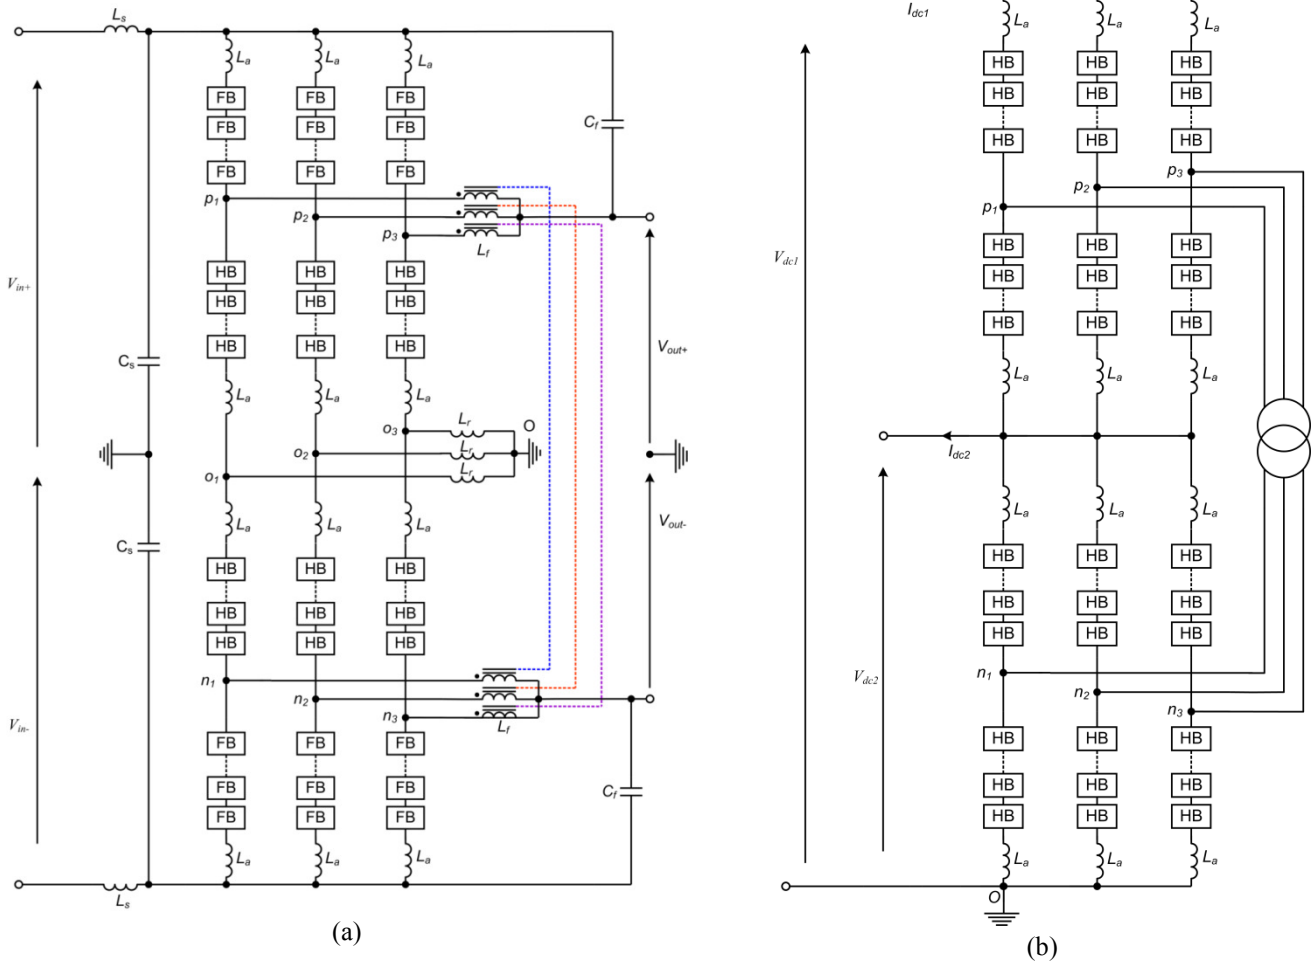 Ls
La La La
FB FB FB
FB FB FB
Cf
FB FB FB
p1
p2
p3
Lf
HB HB HB
Vin+
HB HB HB
HB HB HB
Vout+
Cs
La La La
o3 Lr O
o2 Lr
o1 Lr
La La La
Vout-
Cs
HB HB HB
HB HB HB
HB HB HB
n1
n2
n3
Lf
Vin-
FB FB FB
FB FB FB
Cf
FB FB FB
La La La
Ls
(a)
Idc1
La La La
HB HB HB
HB HB HB
HB HB HB
p3
p2
p1
HB HB HB
Vdc1
HB HB HB
HB HB HB
La La La
Idc2
La La La
HB HB HB
HB HB HB
HB HB HB
n1
Vdc2
n2
n3
HB HB HB
HB HB HB
HB HB HB
La La La
O
(b)